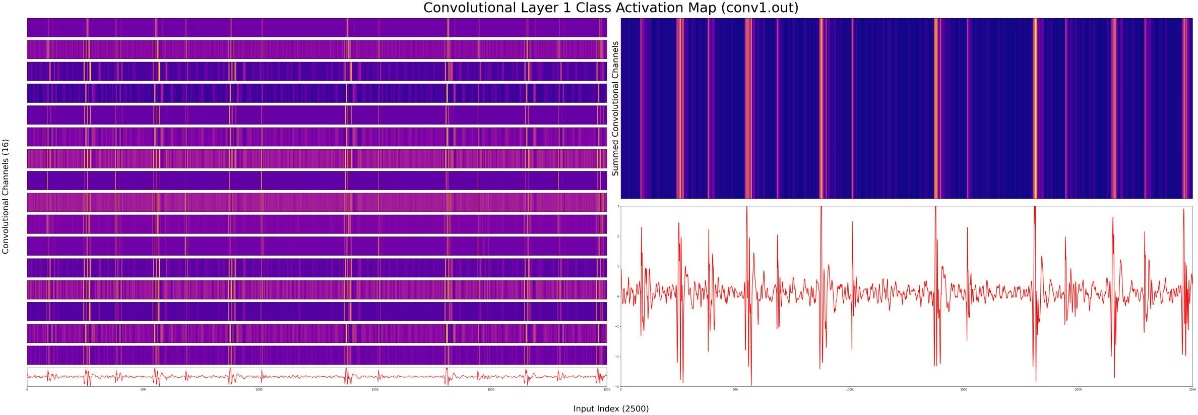 Convolutional Layer 1 Class Activation Map (conv1.out)
Convolutional Channels (16)
Summed Convolutional Channels
Input Index (2500)